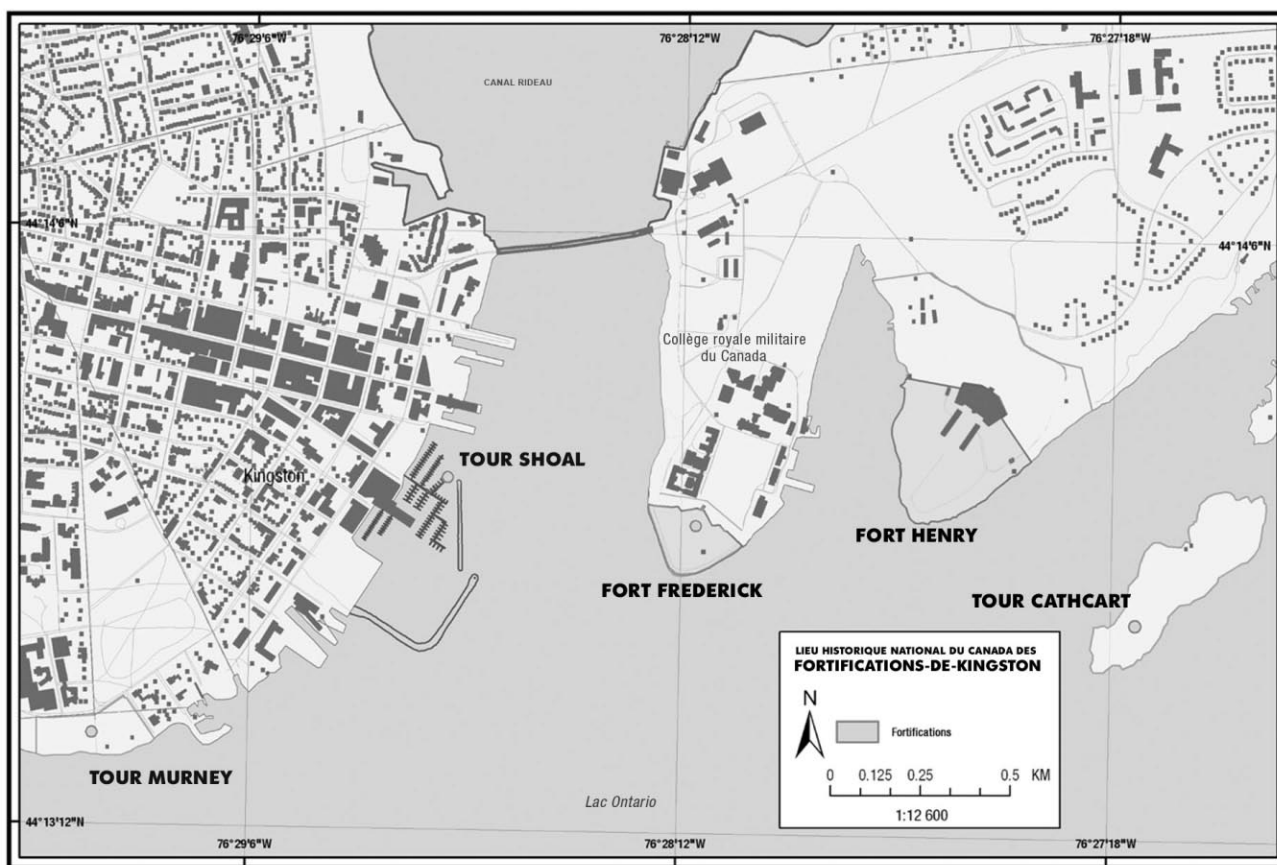 76°29'6"W
76°28'12"W
76°27'18"W
CANAL RIDEAU
44°14'6"N
44°14'6"N
Collège royale militaire
du Canada
TOUR SHOAL
Kingston
FORT HENRY
FORT FREDERICK
TOUR CATHCART
LIEU HISTORIQUE NATIONAL DU CANADA DES
FORTIFICATIONS-DE-KINGSTON
N
Fortifications
0 0.125 0.25 0.5 KM
1:12 600
TOUR MURNEY
Lac Ontario
44°13'12"N
76°29'6"W
76°28'12"W
76°27'18"W